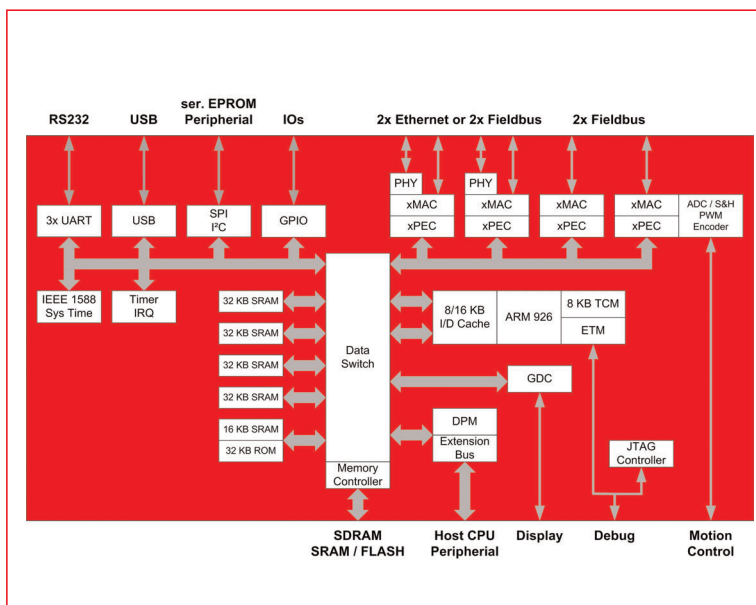 ser. EPROM
RS232 USB Peripherial IOs 2x Ethernet or 2x Fieldbus 2x Fieldbus
PHY PHY
3x UART
USB
SPI
I²C
GPIO
xMAC
xPEC
xMAC
xPEC
xMAC
xPEC
xMAC
xPEC
ADC / S&H
PWM
Encoder
IEEE 1588
Sys Time
Timer
IRQ
32 KB SRAM
32 KB SRAM
32 KB SRAM
32 KB SRAM
16 KB SRAM
32 KB ROM
Data
Switch
Memory
Controller
8/16 KB
I/D Cache
ARM 926
8 KB TCM
ETM
GDC
DPM
Extension
Bus
JTAG
Controller
SDRAM
SRAM / FLASH
Host CPU
Peripherial
Display
Debug
Motion
Control